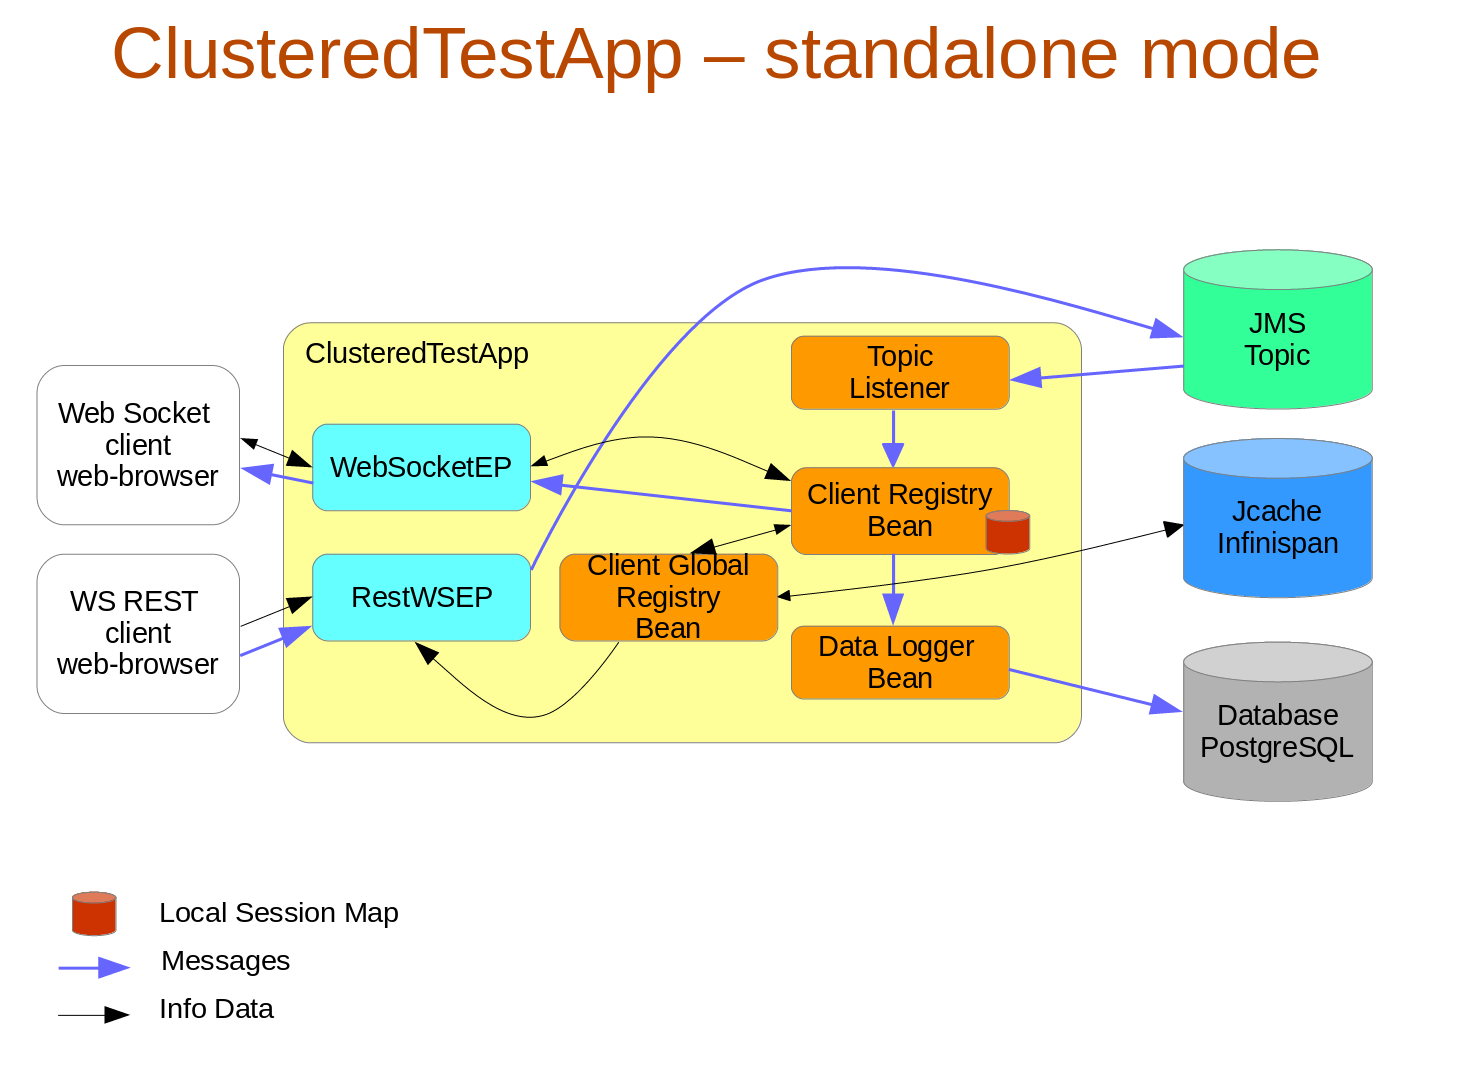 ClusteredTestApp – standalone mode
ClusteredTestApp
Web Socket
client
web-browser
WS REST
client
web-browser
WebSocketEP
RestWSEP
Topic
Listener
Client Registry
Bean
Client Global
Registry
Bean
Data Logger
Bean
JMS
Topic
Jcache
Infinispan
Database
PostgreSQL
Local Session Map
Messages
Info Data